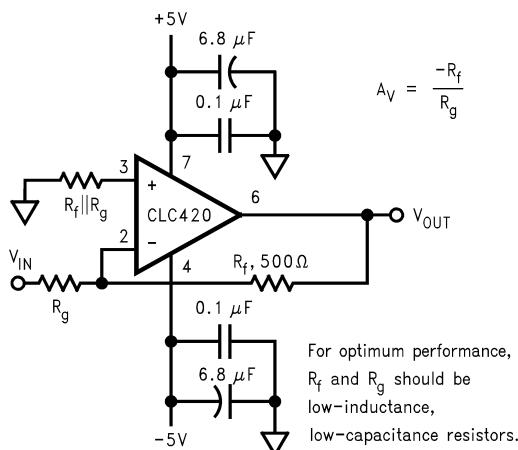 +5V
6.8 μF
0.1 μF
A_V = -R_f / R_g
7
3
+
R_f||R_g
CLC420
6
V_OUT
2
−
V_IN
4
R_f, 500Ω
R_g
0.1 μF
6.8 μF
-5V
For optimum performance,
R_f and R_g should be
low-inductance,
low-capacitance resistors.